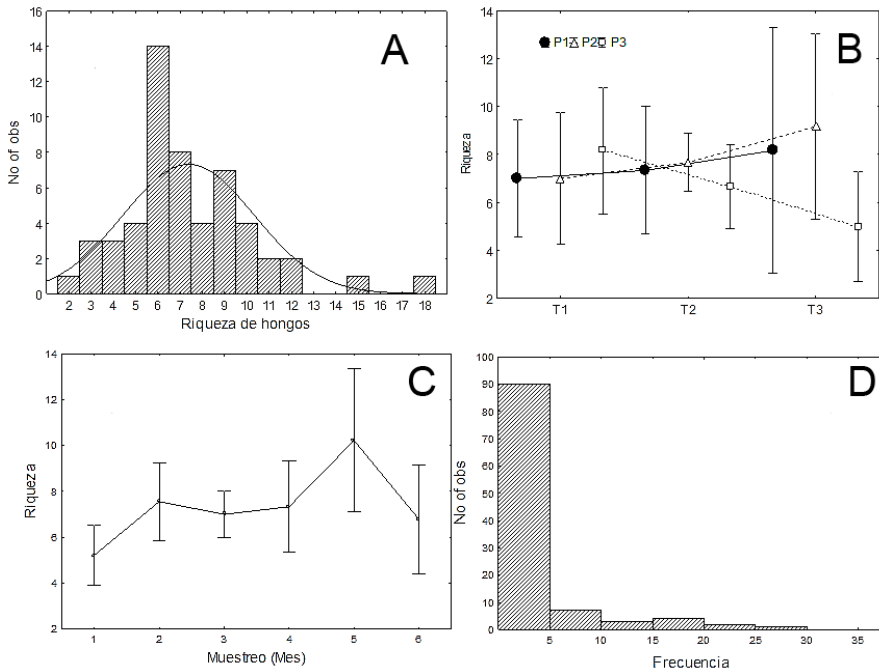 A
No of obs
16
14
12
10
8
6
4
2
0
2 3 4 5 6 7 8 9 10 11 12 13 14 15 16 17 18
Riqueza de hongos
B
P1 P2 P3
Riqueza
14
12
10
8
6
4
2
T1 T2 T3
C
Riqueza
14
12
10
8
6
4
2
1 2 3 4 5 6
Muestreo (Mes)
D
No of obs
100
90
80
70
60
50
40
30
20
10
0
5 10 15 20 25 30 35
Frecuencia